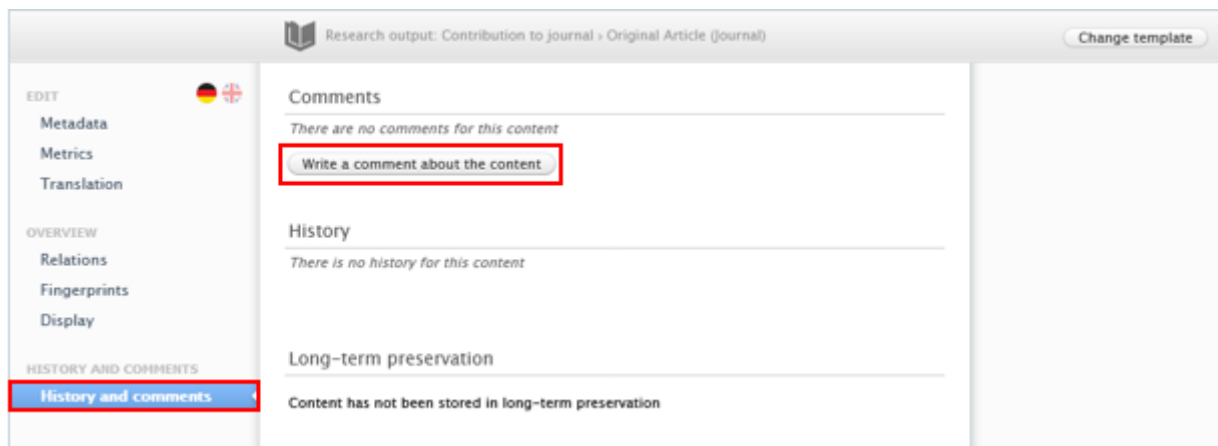 Research output: Contribution to journal › Original Article (Journal)
Change template
EDIT
Metadata
Metrics
Translation
OVERVIEW
Relations
Fingerprints
Display
HISTORY AND COMMENTS
History and comments
Comments
There are no comments for this content
Write a comment about the content
History
There is no history for this content
Long-term preservation
Content has not been stored in long-term preservation